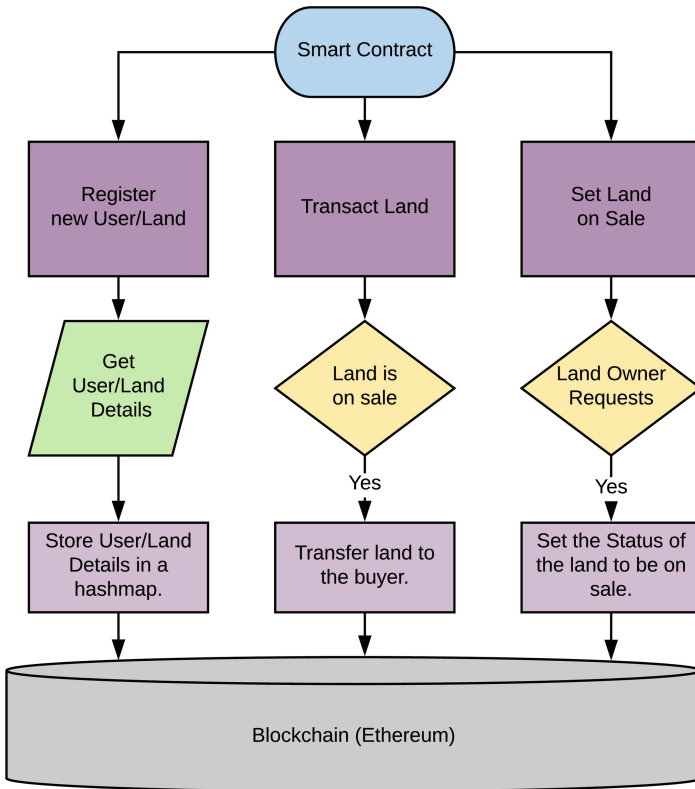 Smart Contract
Register
new User/Land
Transact Land
Set Land
on Sale
Get
User/Land
Details
Land is
on sale
Land Owner
Requests
Yes
Yes
Store User/Land
Details in a
hashmap.
Transfer land to
the buyer.
Set the Status of
the land to be on
sale.
Blockchain (Ethereum)